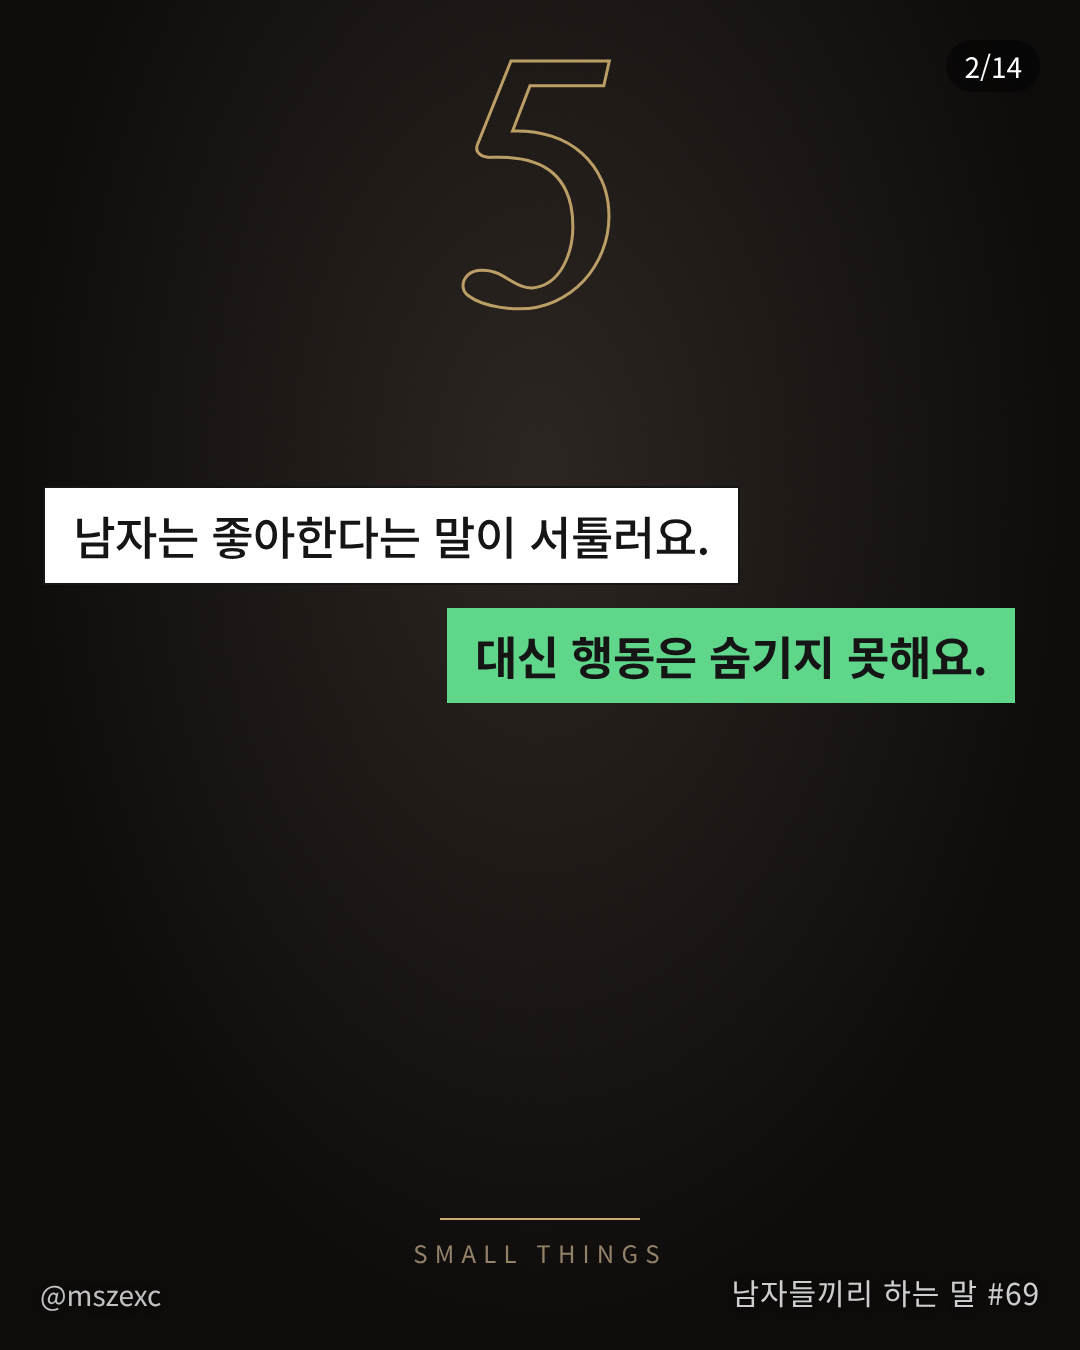 5
2/14
남자는 좋아한다는 말이 서툴러요.
대신 행동은 숨기지 못해요.
SMALL THINGS
@mszexc
남자들끼리 하는 말 #69